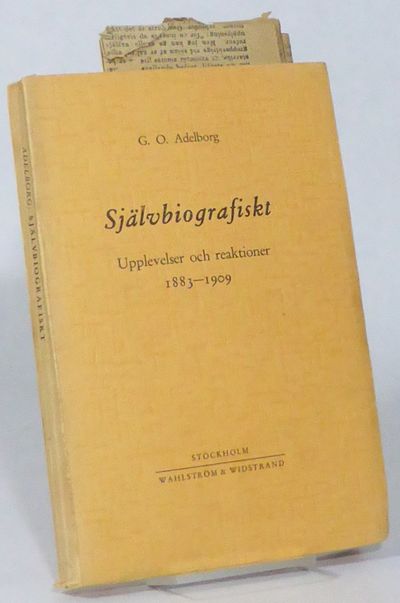 G. O. Adelborg
Självbiografiskt
Upplevelser och reaktioner
1883—1909
STOCKHOLM
WAHLSTRÖM & WIDSTRAND
ADELBORG: SJÄLVBIOGRAFISKT